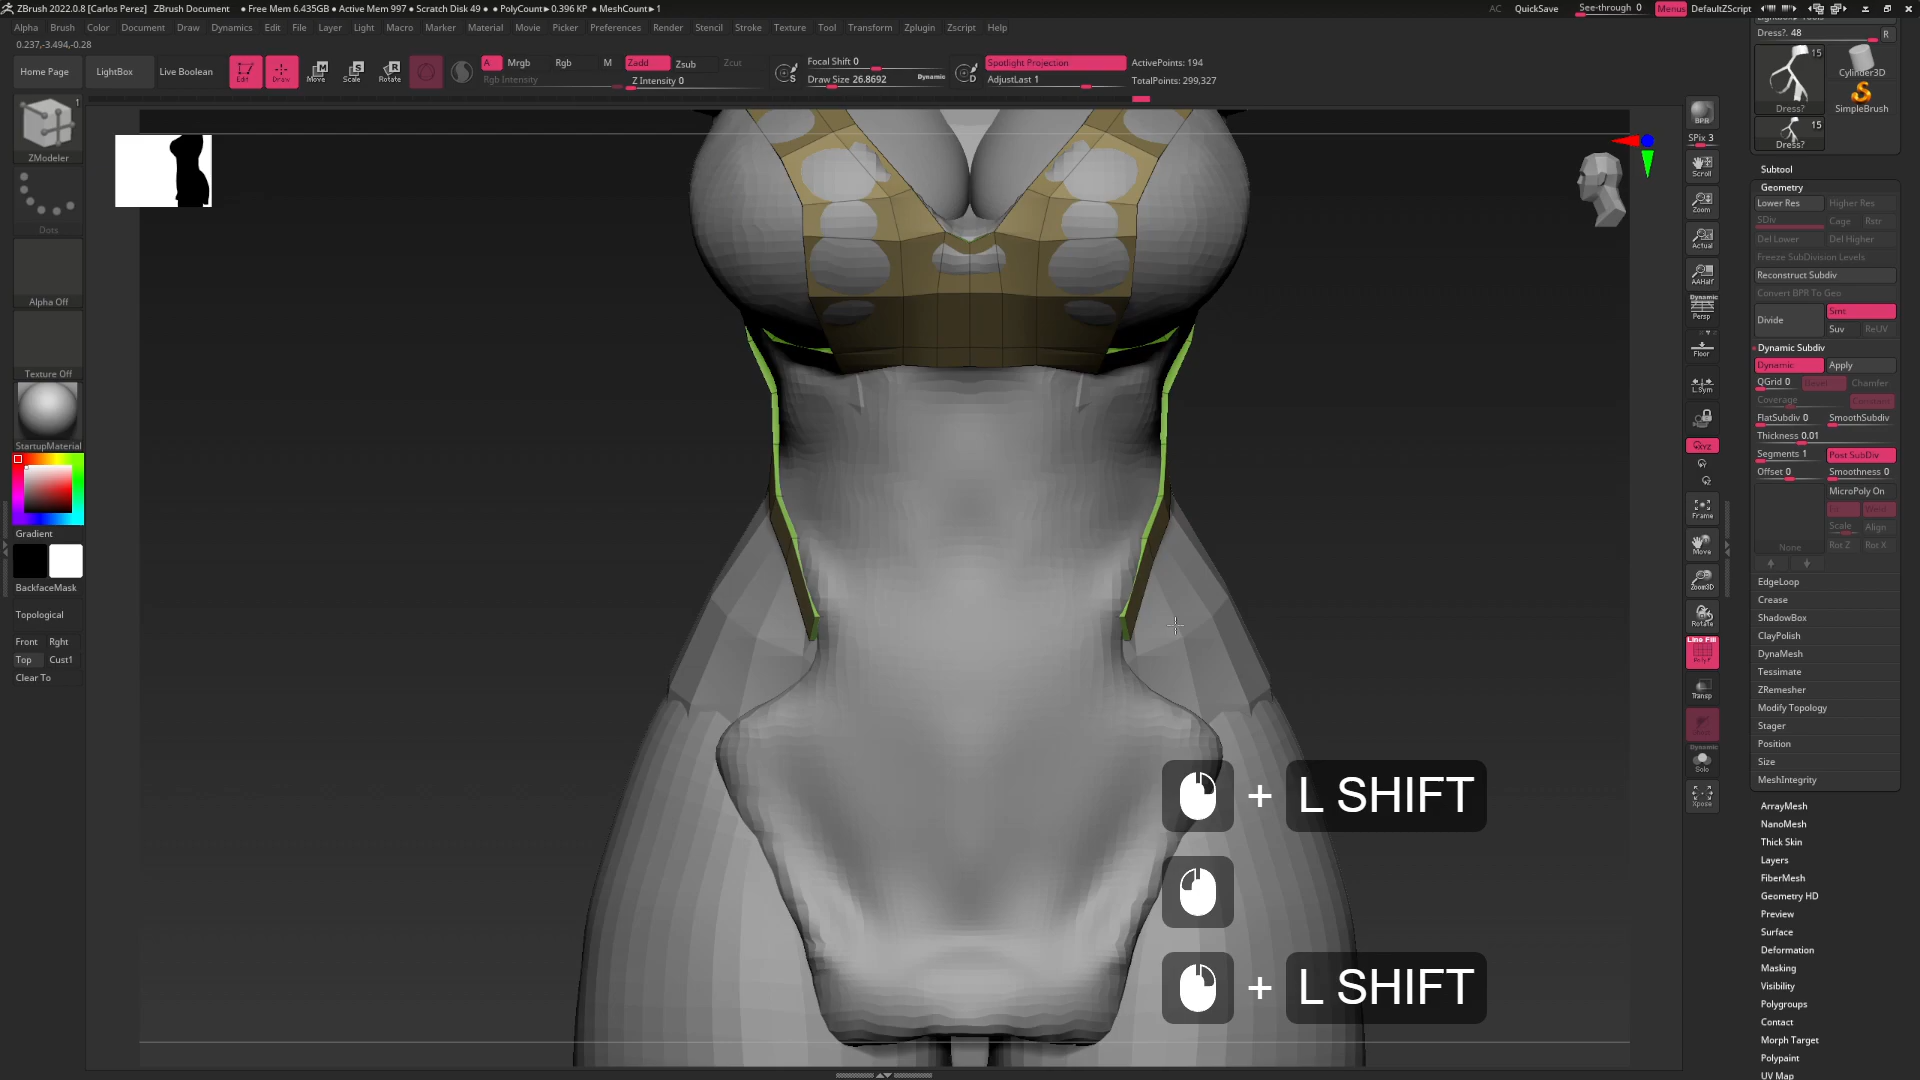 ZBrush 2022.0.8 [Carlos Perez] ZBrush Document • Free Mem 6.435GB • Active Mem 997 • Scratch Disk 49 • • PolyCount▸ 0.396 KP • MeshCount▸ 1
AC QuickSave See-through 0 Menus DefaultZScript
Alpha Brush Color Document Draw Dynamics Edit File Layer Light Macro Marker Material Movie Picker Preferences Render Stencil Stroke Texture Tool Transform Zplugin Zscript Help
0.237,-3.494,-0.28
Home Page LightBox Live Boolean
Edit Draw Move Scale Rotate
A Mrgb Rgb M
Rgb Intensity
Zadd Zsub Zcut
Z Intensity 0
Focal Shift 0
Draw Size 26.8692 Dynamic
Spotlight Projection
AdjustLast 1
ActivePoints: 194
TotalPoints: 299,327
1
ZModeler
Dots
Alpha Off
Texture Off
StartupMaterial
Gradient
BackfaceMask
Topological
Front Rght
Top Cust1
Clear To
L SHIFT
+
L SHIFT
+
BPR
SPix 3
Scroll
Zoom
Actual
AAHalf
Dynamic
Persp
Floor
L.Sym
Frame
Move
Zoom3D
Rotate
Line Fill
PolyF
Transp
Dynamic
Solo
Xpose
Dress?. 48 R
15
Cylinder3D
Dress?
SimpleBrush
15
Dress?
Subtool
Geometry
Lower Res Higher Res
SDiv Cage Rstr
Del Lower Del Higher
Freeze SubDivision Levels
Reconstruct Subdiv
Convert BPR To Geo
Divide Smt
Suv ReUV
Dynamic Subdiv
Dynamic Apply
QGrid 0 Bevel Chamfer
Coverage Constant
FlatSubdiv 0 SmoothSubdiv
Thickness 0.01
Segments 1 Post SubDiv
Offset 0 Smoothness 0
MicroPoly On
Scale Align
None Rot Z Rot X
EdgeLoop
Crease
ShadowBox
ClayPolish
DynaMesh
Tessimate
ZRemesher
Modify Topology
Stager
Position
Size
MeshIntegrity
ArrayMesh
NanoMesh
Thick Skin
Layers
FiberMesh
Geometry HD
Preview
Surface
Deformation
Masking
Visibility
Polygroups
Contact
Morph Target
Polypaint
UV Map